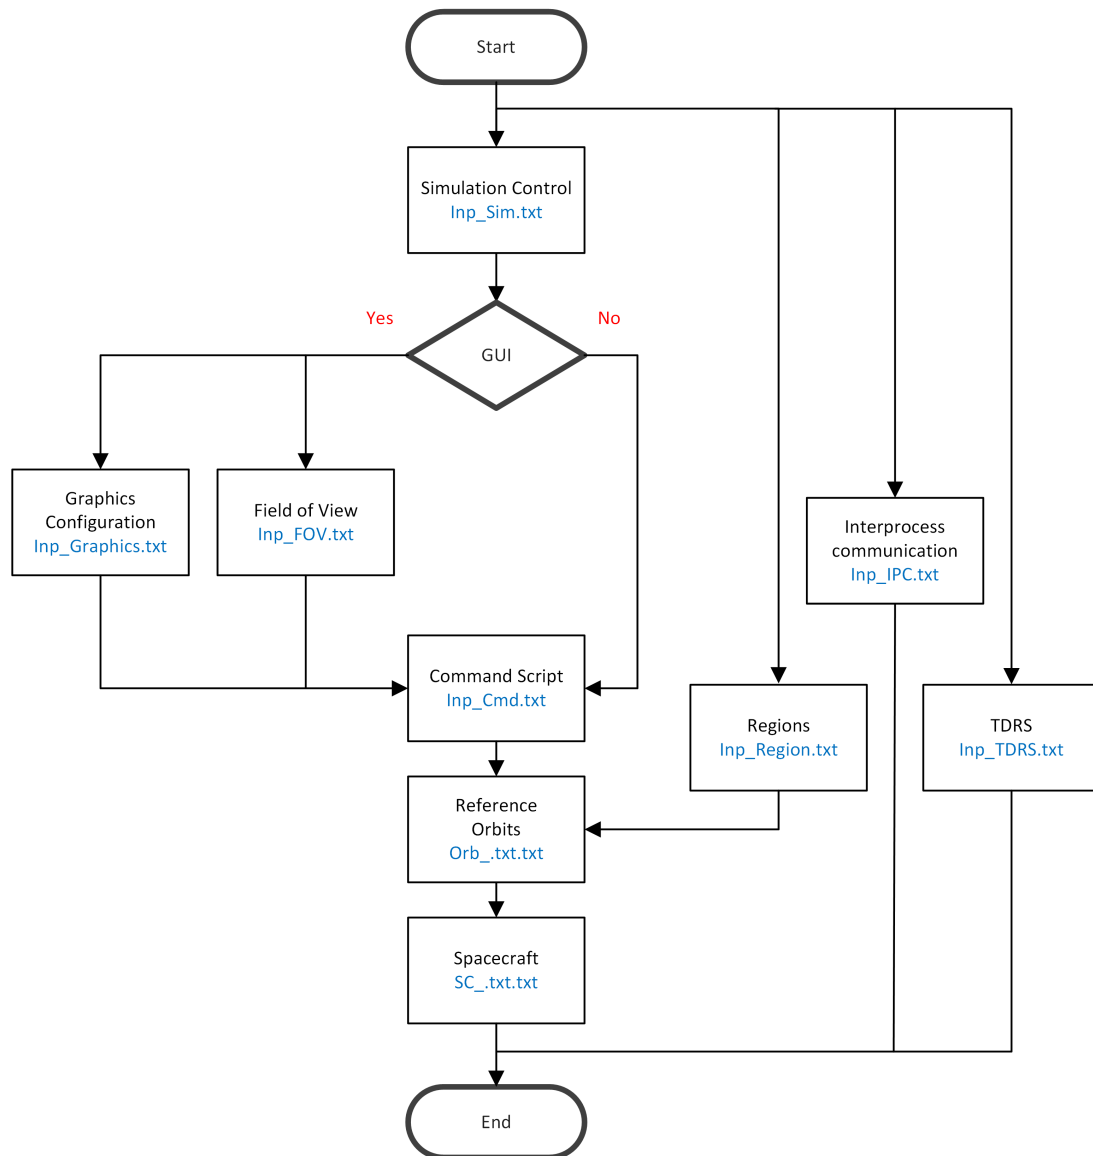 Start
Simulation Control
Inp_Sim.txt
Yes
No
GUI
Graphics
Configuration
Inp_Graphics.txt
Field of View
Inp_FOV.txt
Interprocess
communication
Inp_IPC.txt
Command Script
Inp_Cmd.txt
Regions
Inp_Region.txt
TDRS
Inp_TDRS.txt
Reference
Orbits
Orb_.txt.txt
Spacecraft
SC_.txt.txt
End